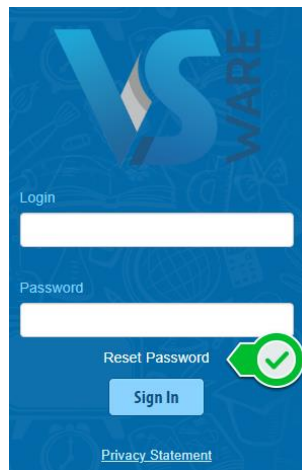 VS
WARE
Login
Password
Reset Password
Sign In
Privacy Statement